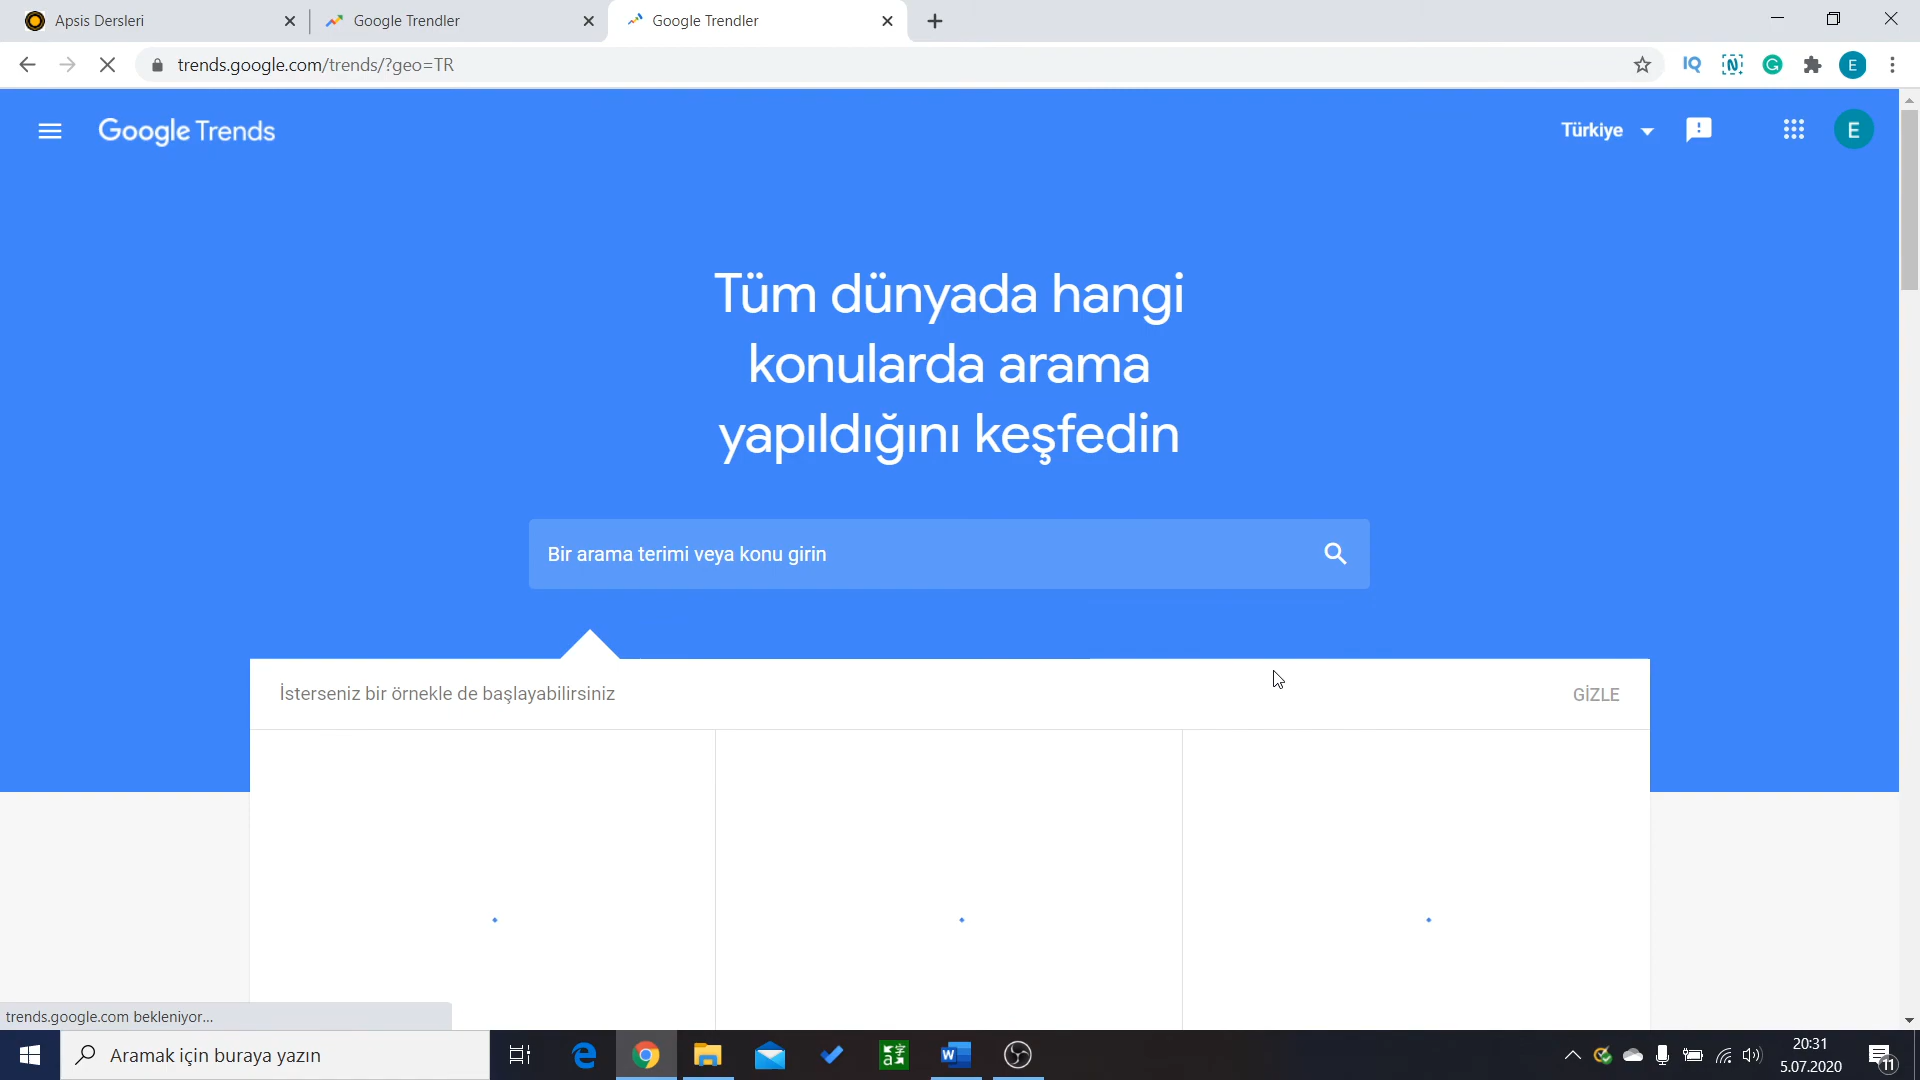 Apsis Dersleri
Google Trendler
Google Trendler
trends.google.com/trends/?geo=TR
IQ
N
G
E
Google Trends
Türkiye
E
Tüm dünyada hangi
konularda arama
yapıldığını keşfedin
Bir arama terimi veya konu girin
İsterseniz bir örnekle de başlayabilirsiniz
GİZLE
trends.google.com bekleniyor...
Aramak için buraya yazın
20:31
5.07.2020
11